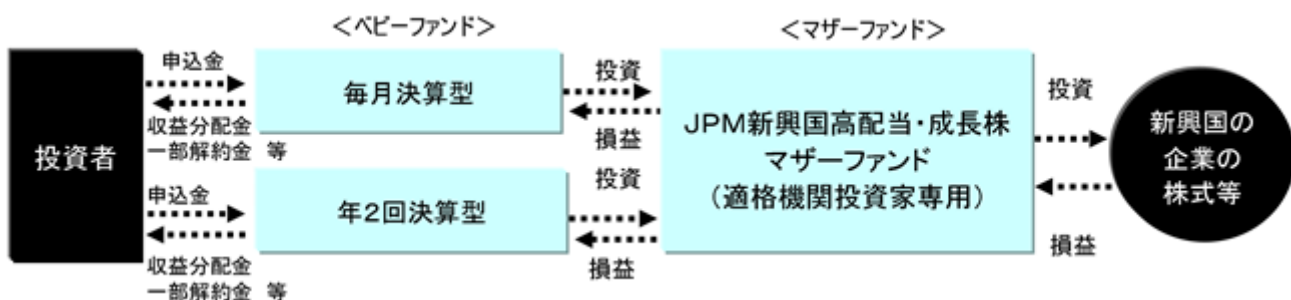 ＜ベビーファンド＞
＜マザーファンド＞
投資者
申込金
収益分配金
一部解約金 等
毎月決算型
投資
損益
申込金
収益分配金
一部解約金 等
年2回決算型
投資
損益
JPM新興国高配当・成長株
マザーファンド
（適格機関投資家専用）
投資
損益
新興国の
企業の
株式等